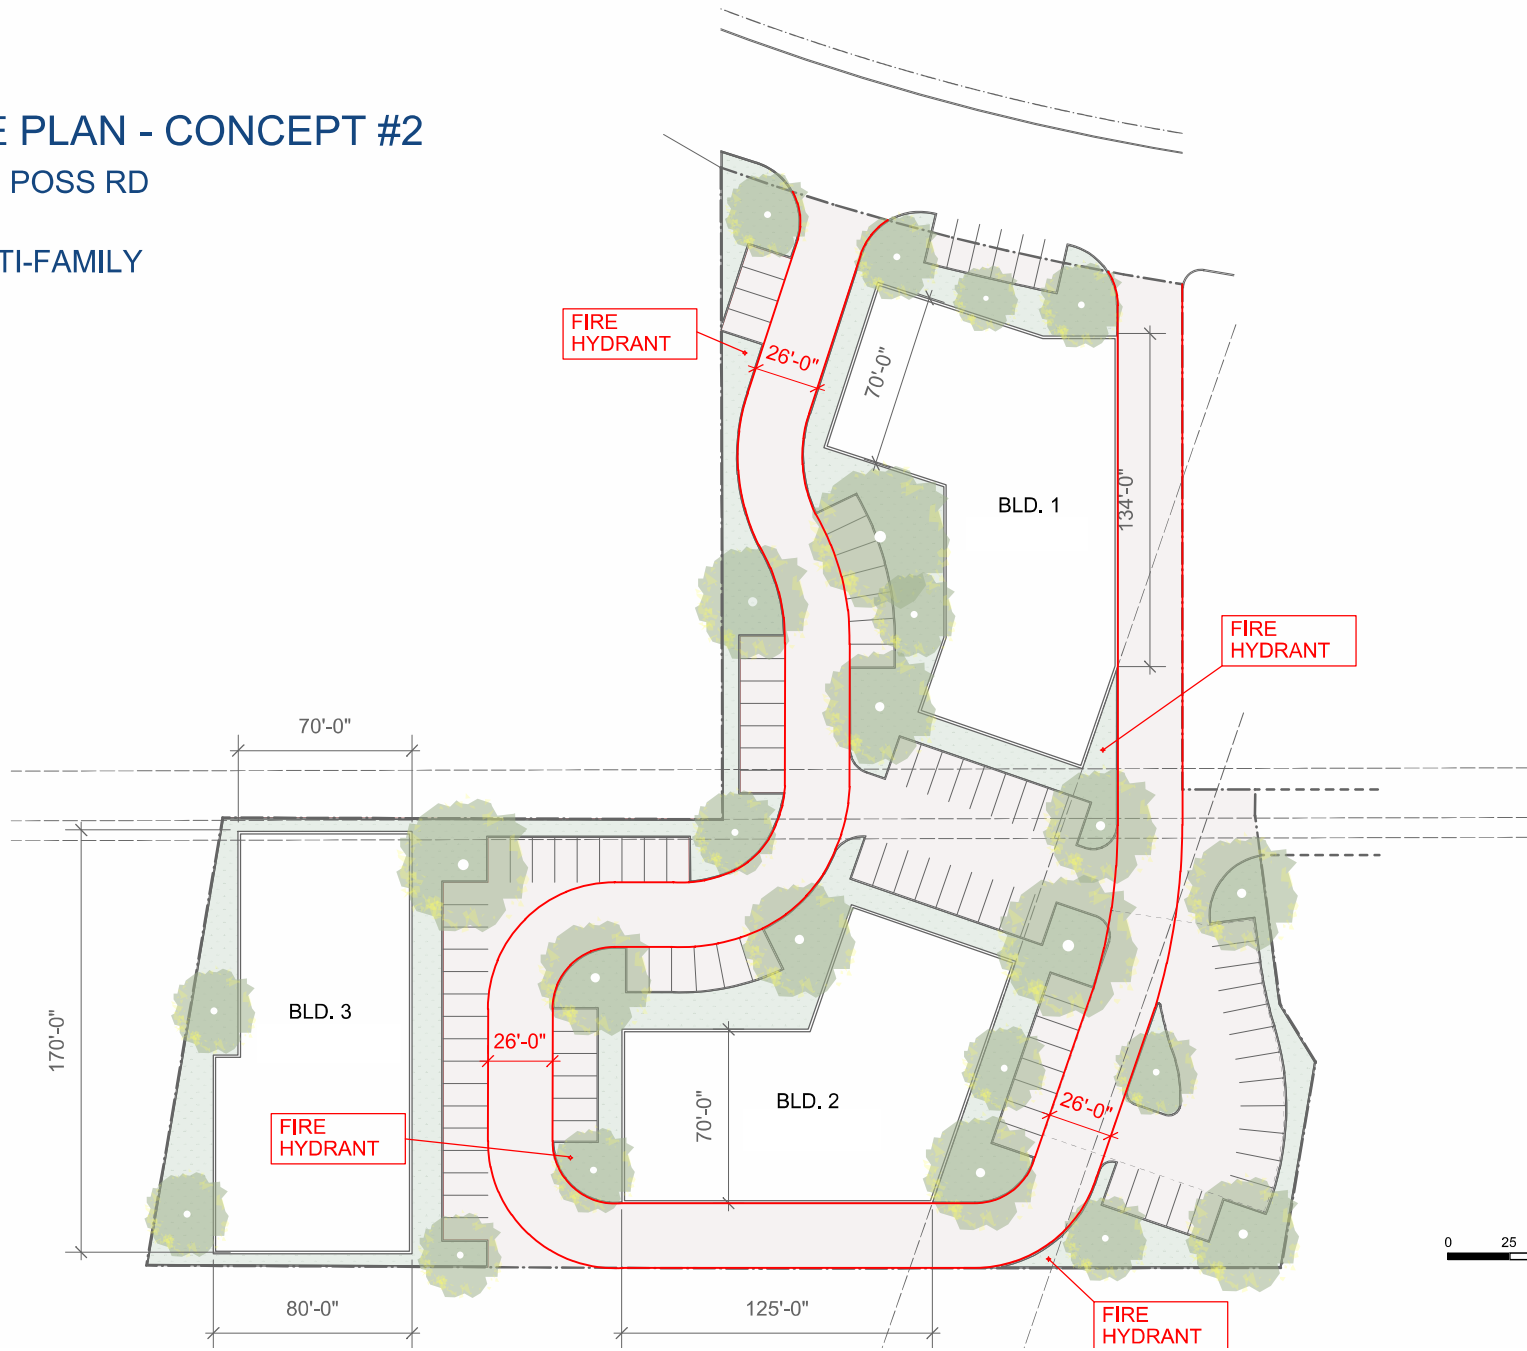 E PLAN - CONCEPT #2
POSS RD
TI-FAMILY
FIRE
HYDRANT
26'-0"
70'-0"
134'-0"
BLD. 1
FIRE
HYDRANT
70'-0"
170'-0"
BLD. 3
26'-0"
FIRE
HYDRANT
70'-0"
BLD. 2
26'-0"
80'-0"
125'-0"
FIRE
HYDRANT
0 25